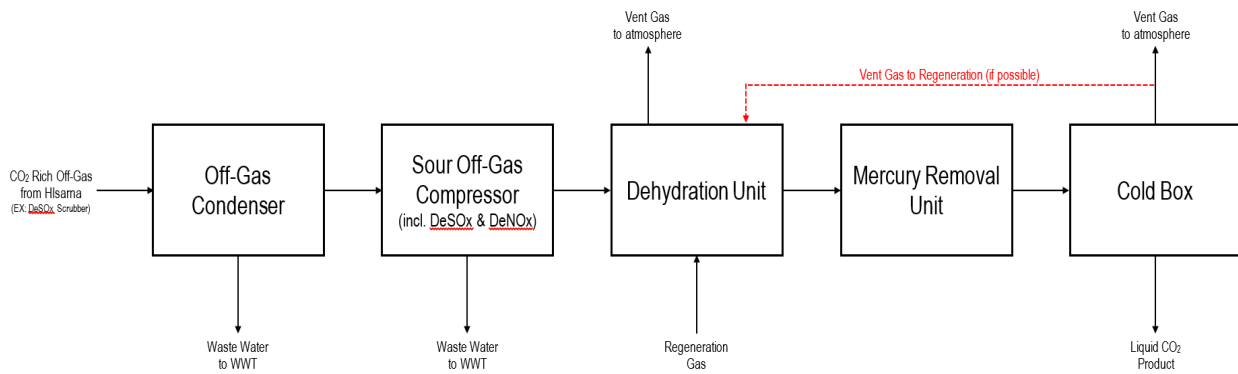 Vent Gas
to atmosphere
Vent Gas
to atmosphere
Vent Gas to Regeneration (if possible)
CO₂ Rich Off-Gas
from HIsarna
(EX: DeSOx Scrubber)
Off-Gas
Condenser
Sour Off-Gas
Compressor
(incl. DeSOx & DeNOx)
Dehydration Unit
Mercury Removal
Unit
Cold Box
Waste Water
to WWT
Waste Water
to WWT
Regeneration
Gas
Liquid CO₂
Product